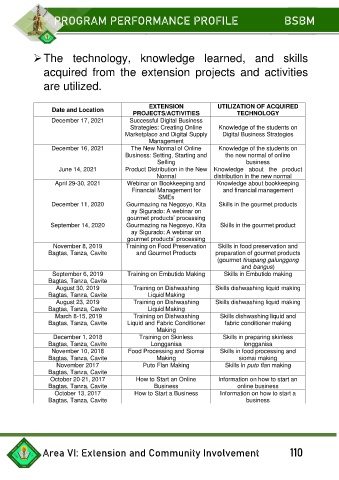 PROGRAM PERFORMANCE PROFILE BSBM
➢The technology, knowledge learned, and skills
acquired from the extension projects and activities
are utilized.
Date and Location
EXTENSION
PROJECTS/ACTIVITIES
UTILIZATION OF ACQUIRED
TECHNOLOGY
December 17, 2021
Successful Digital Business
Strategies: Creating Online
Marketplace and Digital Supply
Management
Knowledge of the students on
Digital Business Strategies
December 16, 2021
The New Normal of Online
Business: Setting, Starting and
Selling
Knowledge of the students on
the new normal of online
business
June 14, 2021
Product Distribution in the New
Normal
Knowledge about the product
distribution in the new normal
April 29-30, 2021
Webinar on Bookkeeping and
Financial Management for
SMEs
Knowledge about bookkeeping
and financial management
December 11, 2020
Gourmazing na Negosyo, Kita
ay Sigurado: A webinar on
gourmet products' processing
Skills in the gourmet products
September 14, 2020
Gourmazing na Negosyo, Kita
ay Sigurado: A webinar on
gourmet products' processing
Skills in the gourmet product
November 8, 2019
Bagtas, Tanza, Cavite
Training on Food Preservation
and Gourmet Products
Skills in food preservation and
preparation of gourmet products
(gourmet tinapang galunggong
and bangus)
September 6, 2019
Bagtas, Tanza, Cavite
Training on Embutido Making
Skills in Embutido making
August 30, 2019
Bagtas, Tanza, Cavite
Training on Dishwashing
Liquid Making
Skills dishwashing liquid making
August 23, 2019
Bagtas, Tanza, Cavite
Training on Dishwashing
Liquid Making
Skills dishwashing liquid making
March 8-15, 2019
Bagtas, Tanza, Cavite
Training on Dishwashing
Liquid and Fabric Conditioner
Making
Skills dishwashing liquid and
fabric conditioner making
December 1, 2018
Bagtas, Tanza, Cavite
Training on Skinless
Longganisa
Skills in preparing skinless
longganisa
November 10, 2018
Bagtas, Tanza, Cavite
Food Processing and Siomai
Making
Skills in food processing and
siomai making
November 2017
Bagtas, Tanza, Cavite
Puto Flan Making
Skills in puto flan making
October 20-21, 2017
Bagtas, Tanza, Cavite
How to Start an Online
Business
Information on how to start an
online business
October 13, 2017
Bagtas, Tanza, Cavite
How to Start a Business
Information on how to start a
business
Area VI: Extension and Community Involvement 110